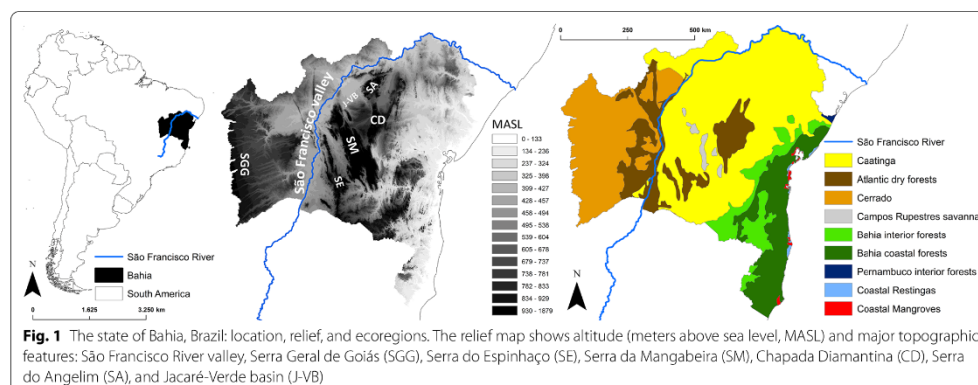 N
São Francisco River
Bahia
South America
0
1.625
3.250 km
São Francisco valley
SGG
J-VB
SA
CD
SM
SE
MASL
0 - 133
134 - 236
237 - 324
325 - 398
399 - 427
428 - 457
458 - 494
495 - 538
539 - 604
605 - 678
679 - 737
738 - 781
782 - 833
834 - 929
930 - 1879
0
250
500 km
N
São Francisco River
Caatinga
Atlantic dry forests
Cerrado
Campos Rupestres savanna
Bahia interior forests
Bahia coastal forests
Pernambuco interior forests
Coastal Restingas
Coastal Mangroves
Fig. 1 The state of Bahia, Brazil: location, relief, and ecoregions. The relief map shows altitude (meters above sea level, MASL) and major topographic
features: São Francisco River valley, Serra Geral de Goiás (SGG), Serra do Espinhaço (SE), Serra da Mangabeira (SM), Chapada Diamantina (CD), Serra
do Angelim (SA), and Jacaré-Verde basin (J-VB)